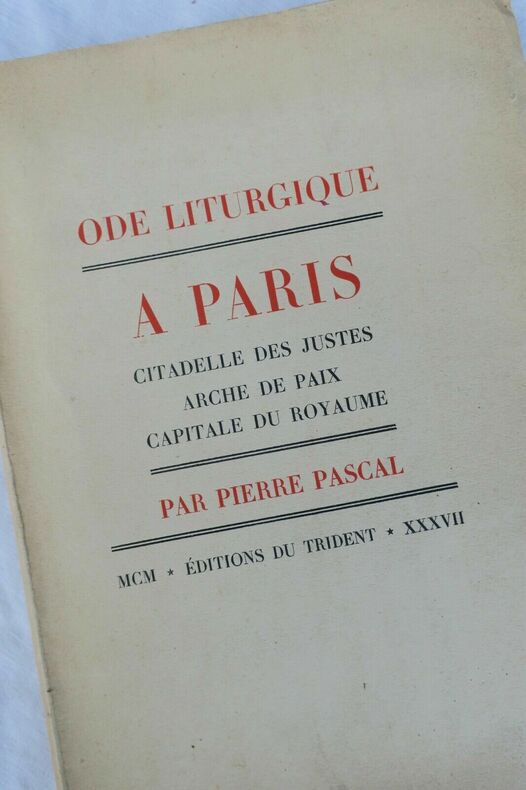 ODE LITURGIQUE
A PARIS
CITADELLE DES JUSTES
ARCHE DE PAIX
CAPITALE DU ROYAUME
PAR PIERRE PASCAL
MCM ★ ÉDITIONS DU TRIDENT ★ XXXVII